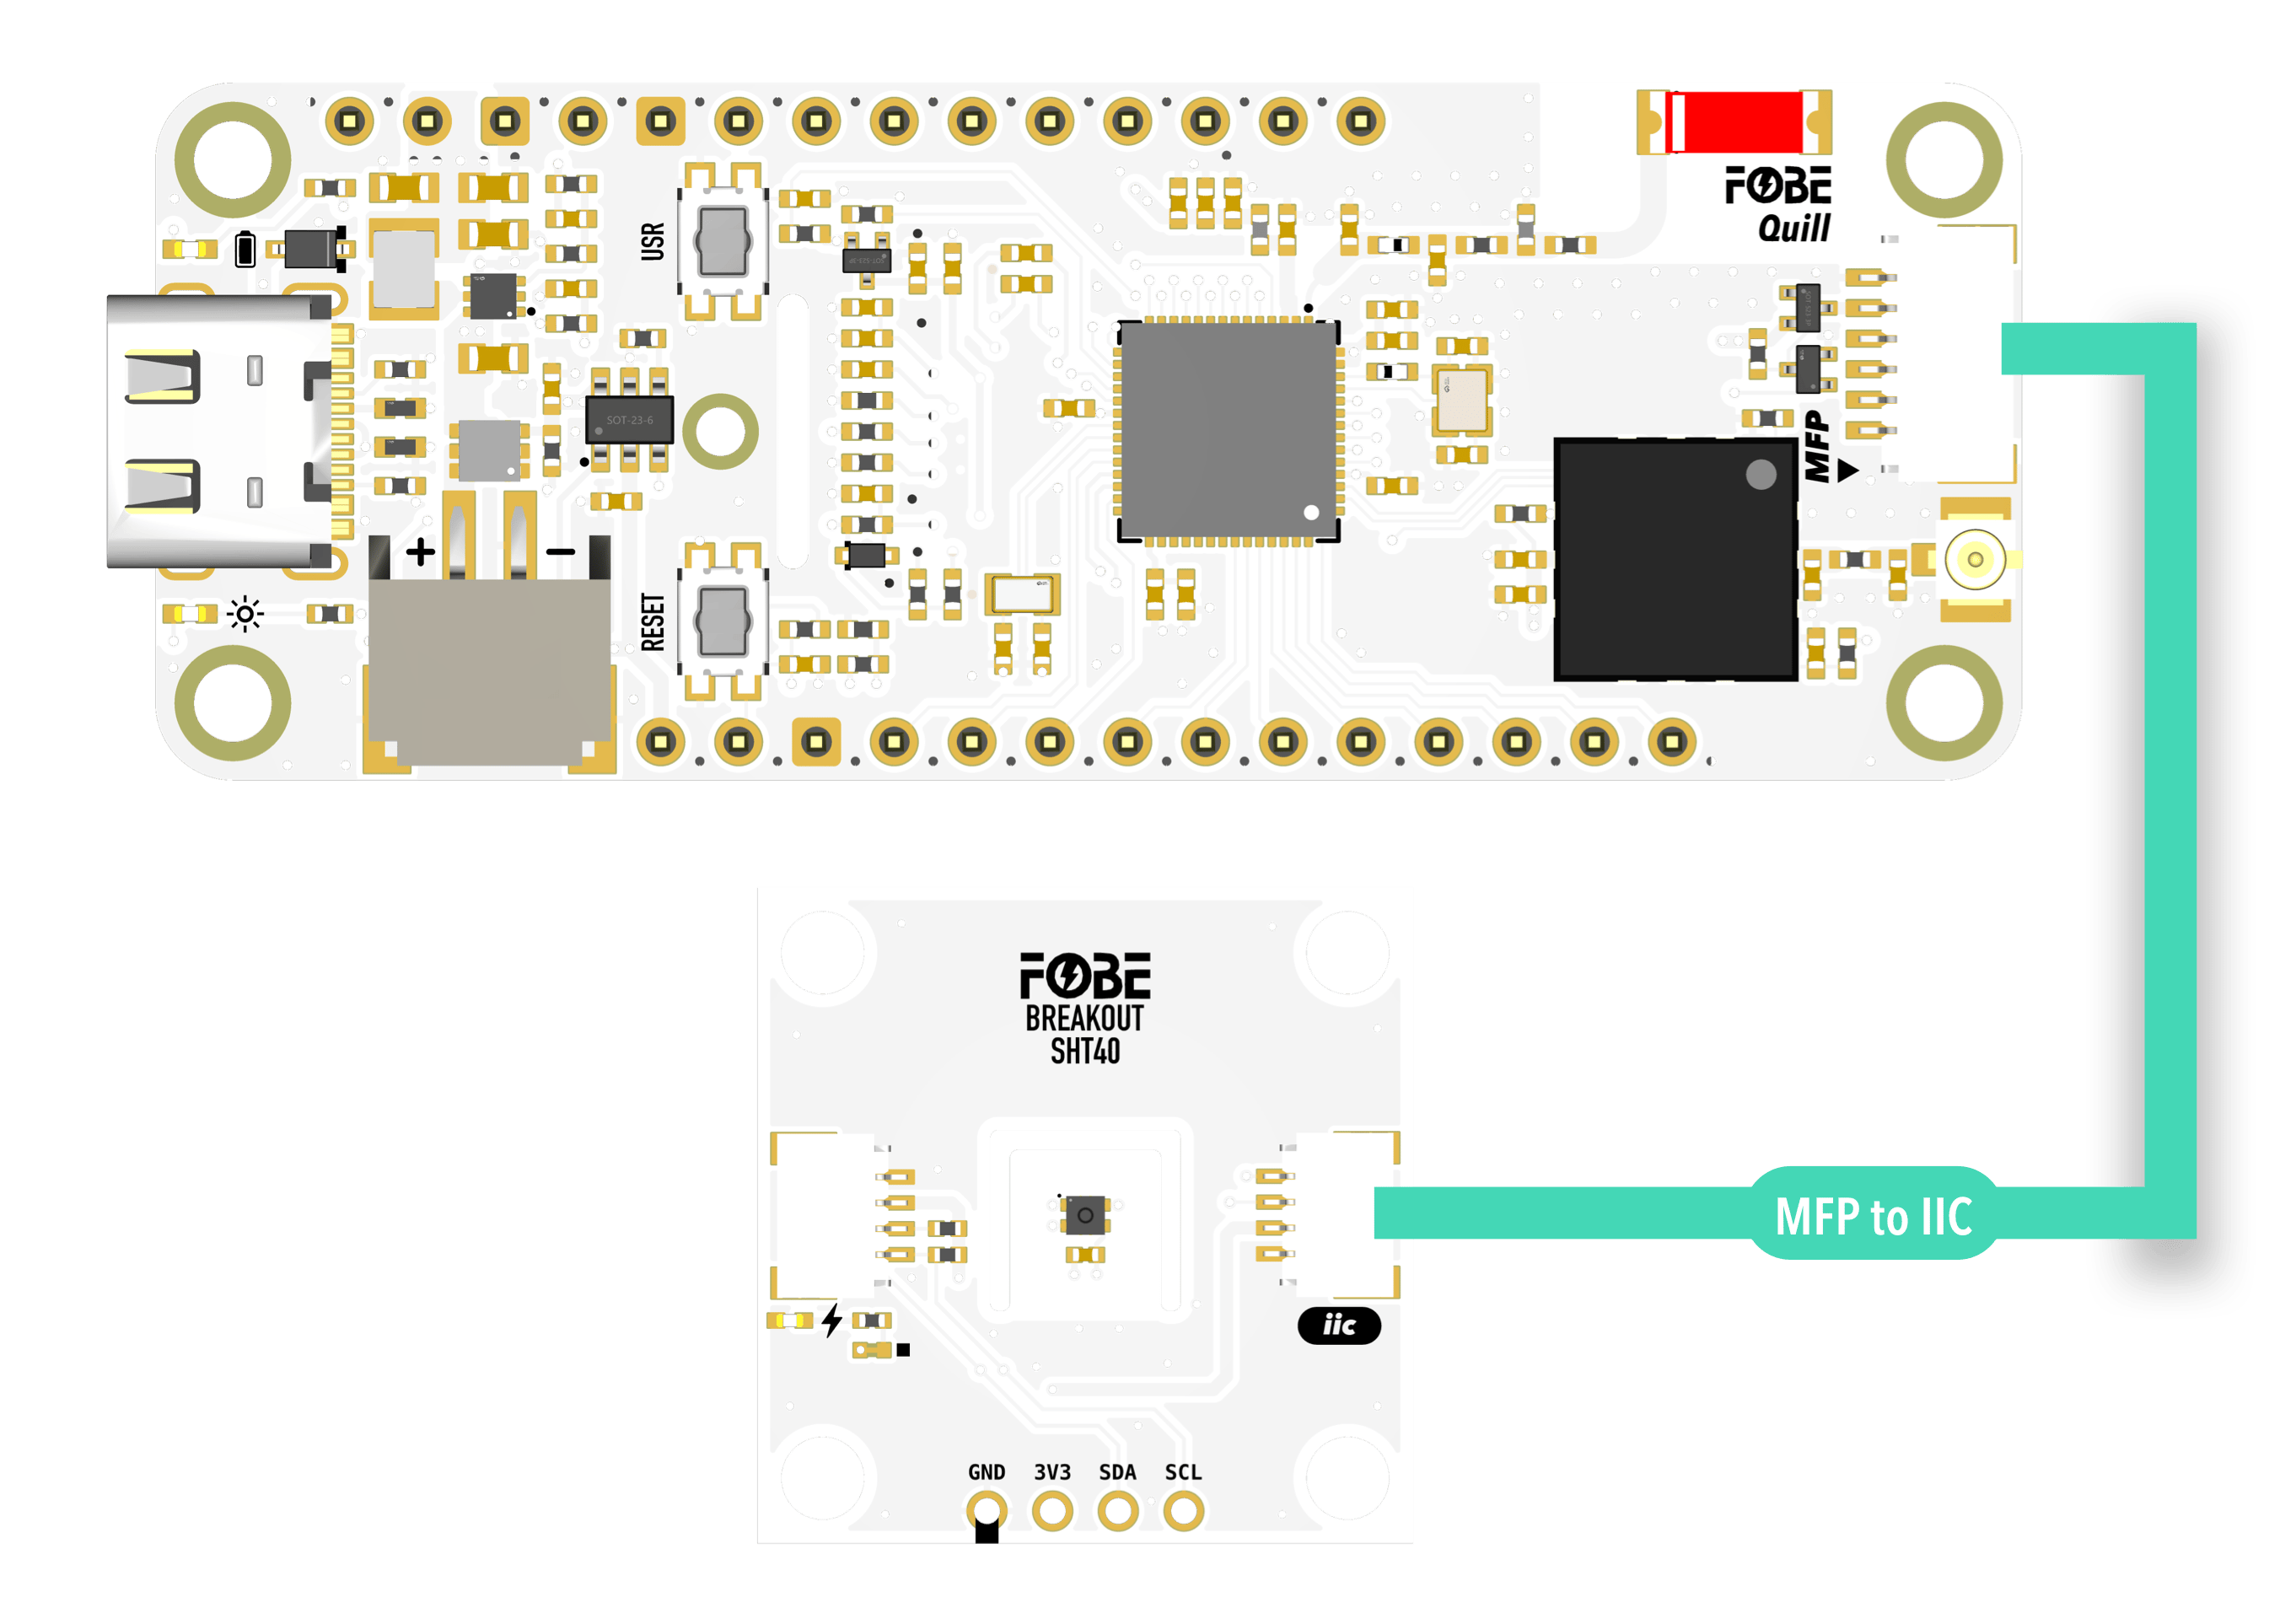 FOBE
Quill
USR
SOT-23-6
+
−
MFP
RESET
FOBE
BREAKOUT
SHT40
MFP to IIC
iic
GND 3V3 SDA SCL